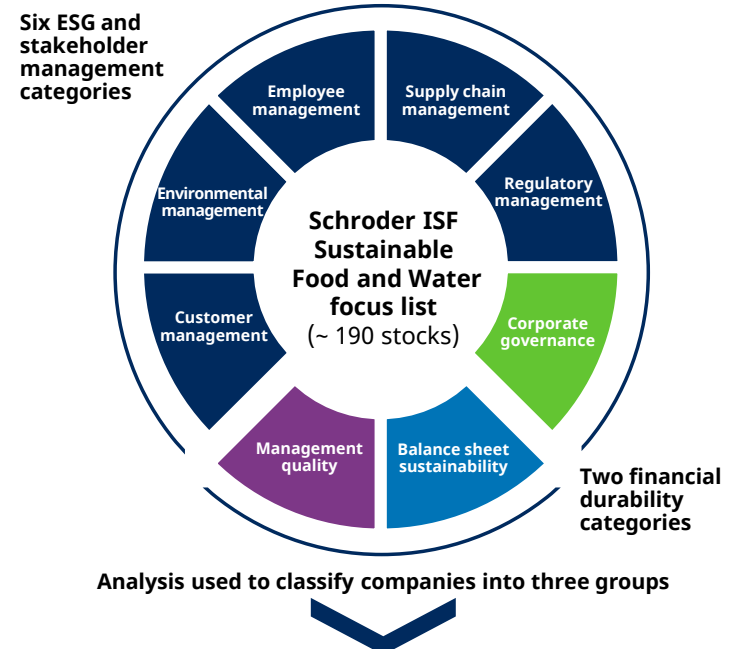 Six ESG and
stakeholder
management
categories
Employee
management
Supply chain
management
Environmental
management
Regulatory
management
Schroder ISF
Sustainable
Food and Water
focus list
(~ 190 stocks)
Customer
management
Corporate
governance
Management
quality
Balance sheet
sustainability
Two financial
durability
categories
Analysis used to classify companies into three groups